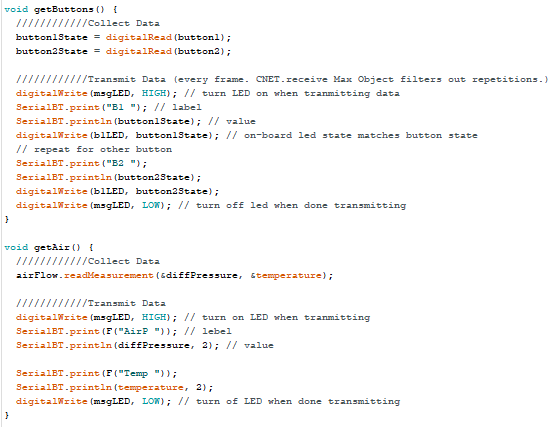 void getButtons() {
////////////Collect Data
button1State = digitalRead(button1);
button2State = digitalRead(button2);
////////////Transmit Data (every frame. CNET.receive Max Object filters out repetitions.)
digitalWrite(msgLED, HIGH); // turn LED on when tranmitting data
SerialBT.print("B1 "); // label
SerialBT.println(button1State); // value
digitalWrite(b1LED, button1State); // on-board led state matches button state
// repeat for other button
SerialBT.print("B2 ");
SerialBT.println(button2State);
digitalWrite(b1LED, button2State);
digitalWrite(msgLED, LOW); // turn off led when done transmitting
}
void getAir() {
////////////Collect Data
airFlow.readMeasurement(&diffPressure, &temperature);
////////////Transmit Data
digitalWrite(msgLED, HIGH); // turn on LED when tranmitting
SerialBT.print(F("AirP ")); // lebel
SerialBT.println(diffPressure, 2); // value
SerialBT.print(F("Temp "));
SerialBT.println(temperature, 2);
digitalWrite(msgLED, LOW); // turn of LED when done transmitting
}